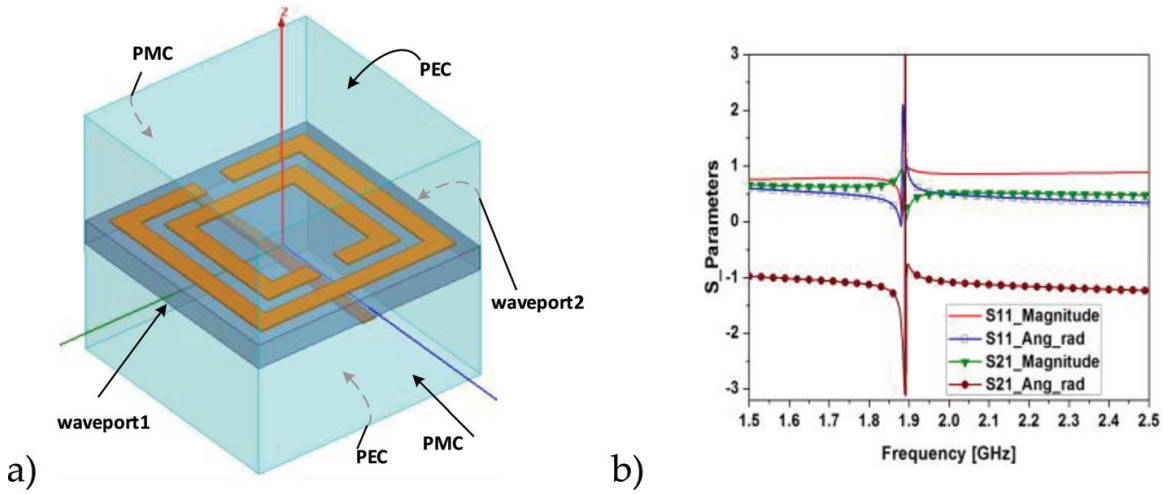 z
PMC
PEC
waveport2
waveport1
PEC
PMC
a)
3
2
1
0
-1
-2
-3
S_Parameters
S11_Magnitude
S11_Ang_rad
S21_Magnitude
S21_Ang_rad
1.5 1.6 1.7 1.8 1.9 2.0 2.1 2.2 2.3 2.4 2.5
Frequency [GHz]
b)